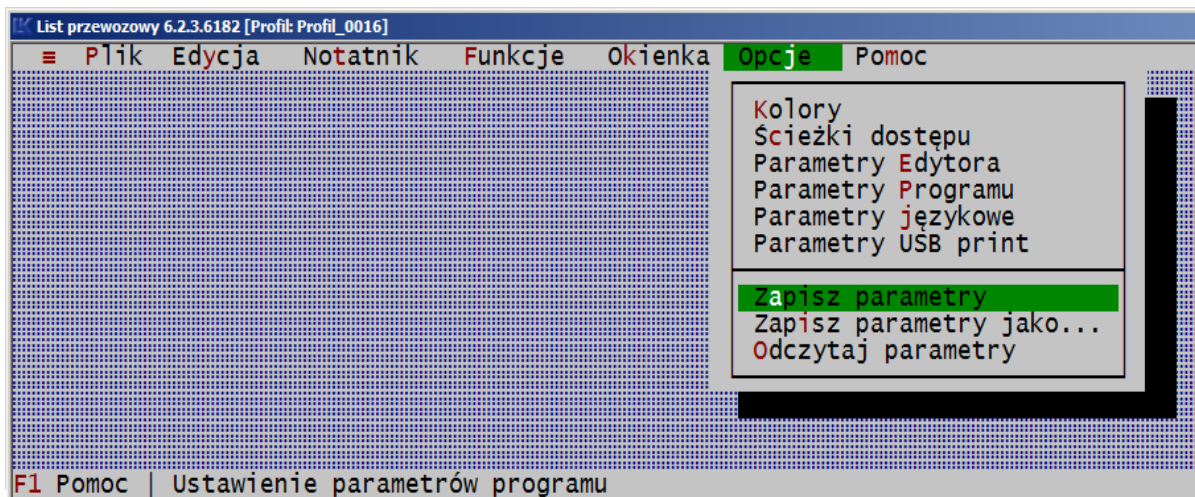 List przewozowy 6.2.3.6182 [Profil: Profil_0016]
≡ Plik Edycja Notatnik Funkcje Okienka Opcje Pomoc
Kolory
Ścieżki dostępu
Parametry Edytora
Parametry Programu
Parametry językowe
Parametry USB print
Zapisz parametry
Zapisz parametry jako...
Odczytaj parametry
F1 Pomoc | Ustawienie parametrów programu